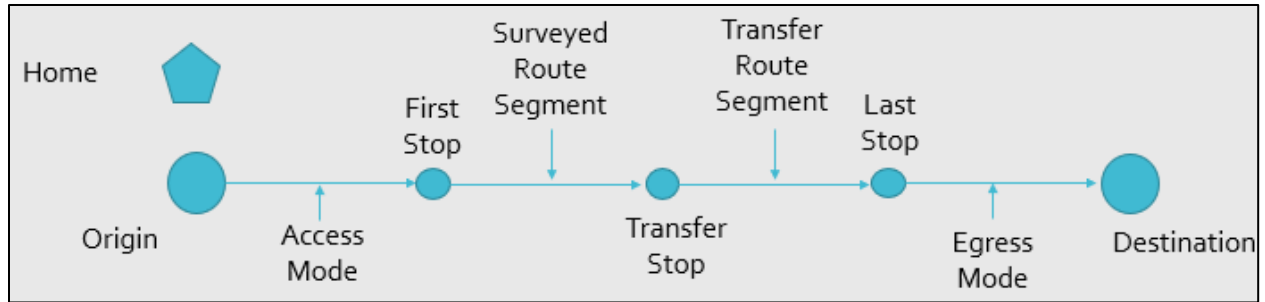 Home
Origin
Access
Mode
First
Stop
Surveyed
Route
Segment
Transfer
Stop
Transfer
Route
Segment
Last
Stop
Egress
Mode
Destination